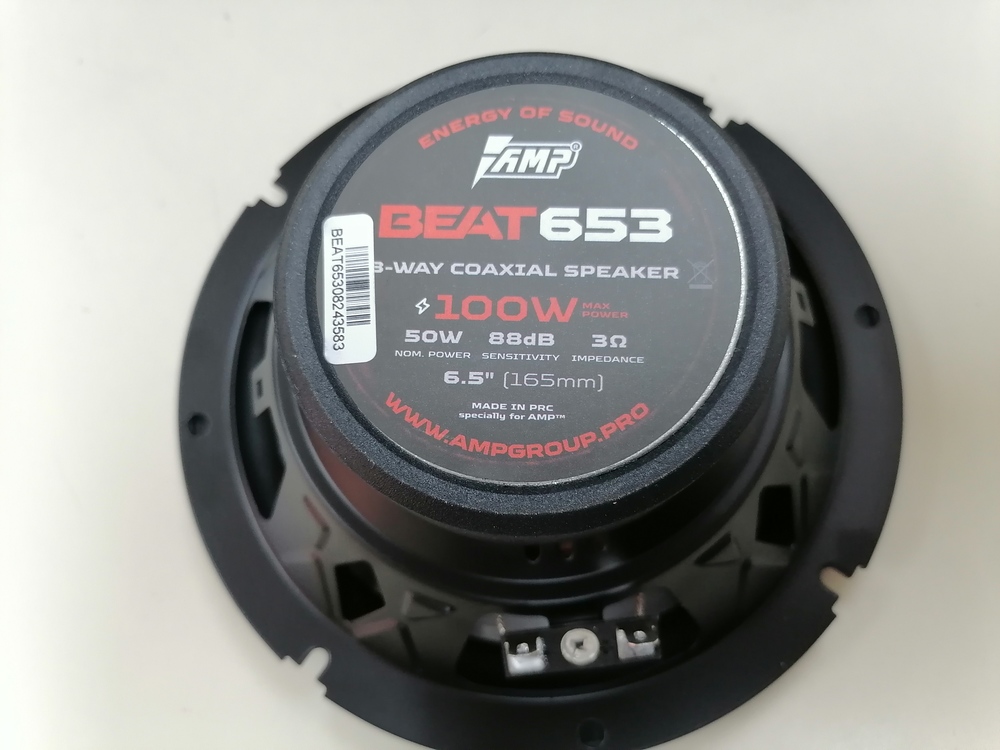 ENERGY OF SOUND
AMP®
BEAT653
3-WAY COAXIAL SPEAKER
100W MAX POWER
50W 88dB 3Ω
NOM. POWER SENSITIVITY IMPEDANCE
6.5" (165mm)
MADE IN PRC
specially for AMP™
WWW.AMPGROUP.PRO
BEAT65308243583